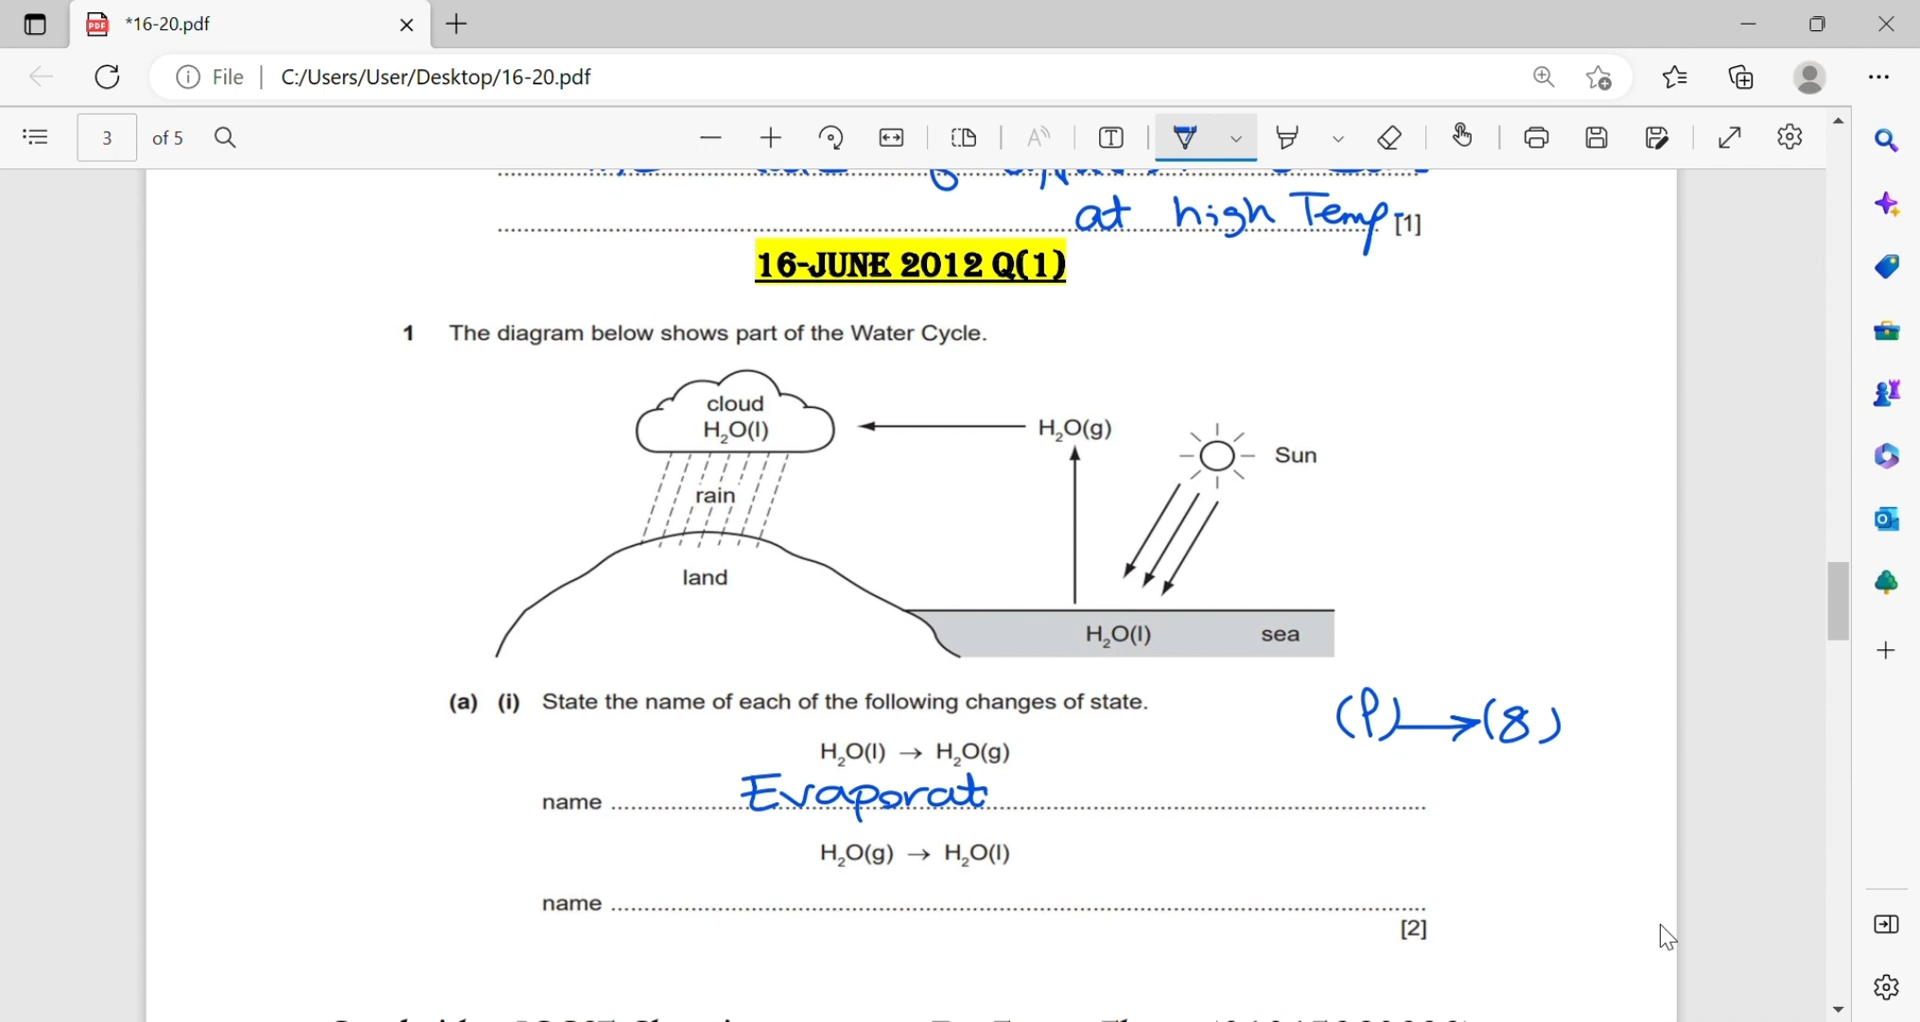 *16-20.pdf
File
C:/Users/User/Desktop/16-20.pdf
3 of 5
at high Temp [1]
16-JUNE 2012 Q(1)
1 The diagram below shows part of the Water Cycle.
cloud
H₂O(l)
H₂O(g)
Sun
rain
land
H₂O(l) sea
(a) (i) State the name of each of the following changes of state.
(l) → (g)
H₂O(l) → H₂O(g)
name Evaporat
H₂O(g) → H₂O(l)
name
[2]